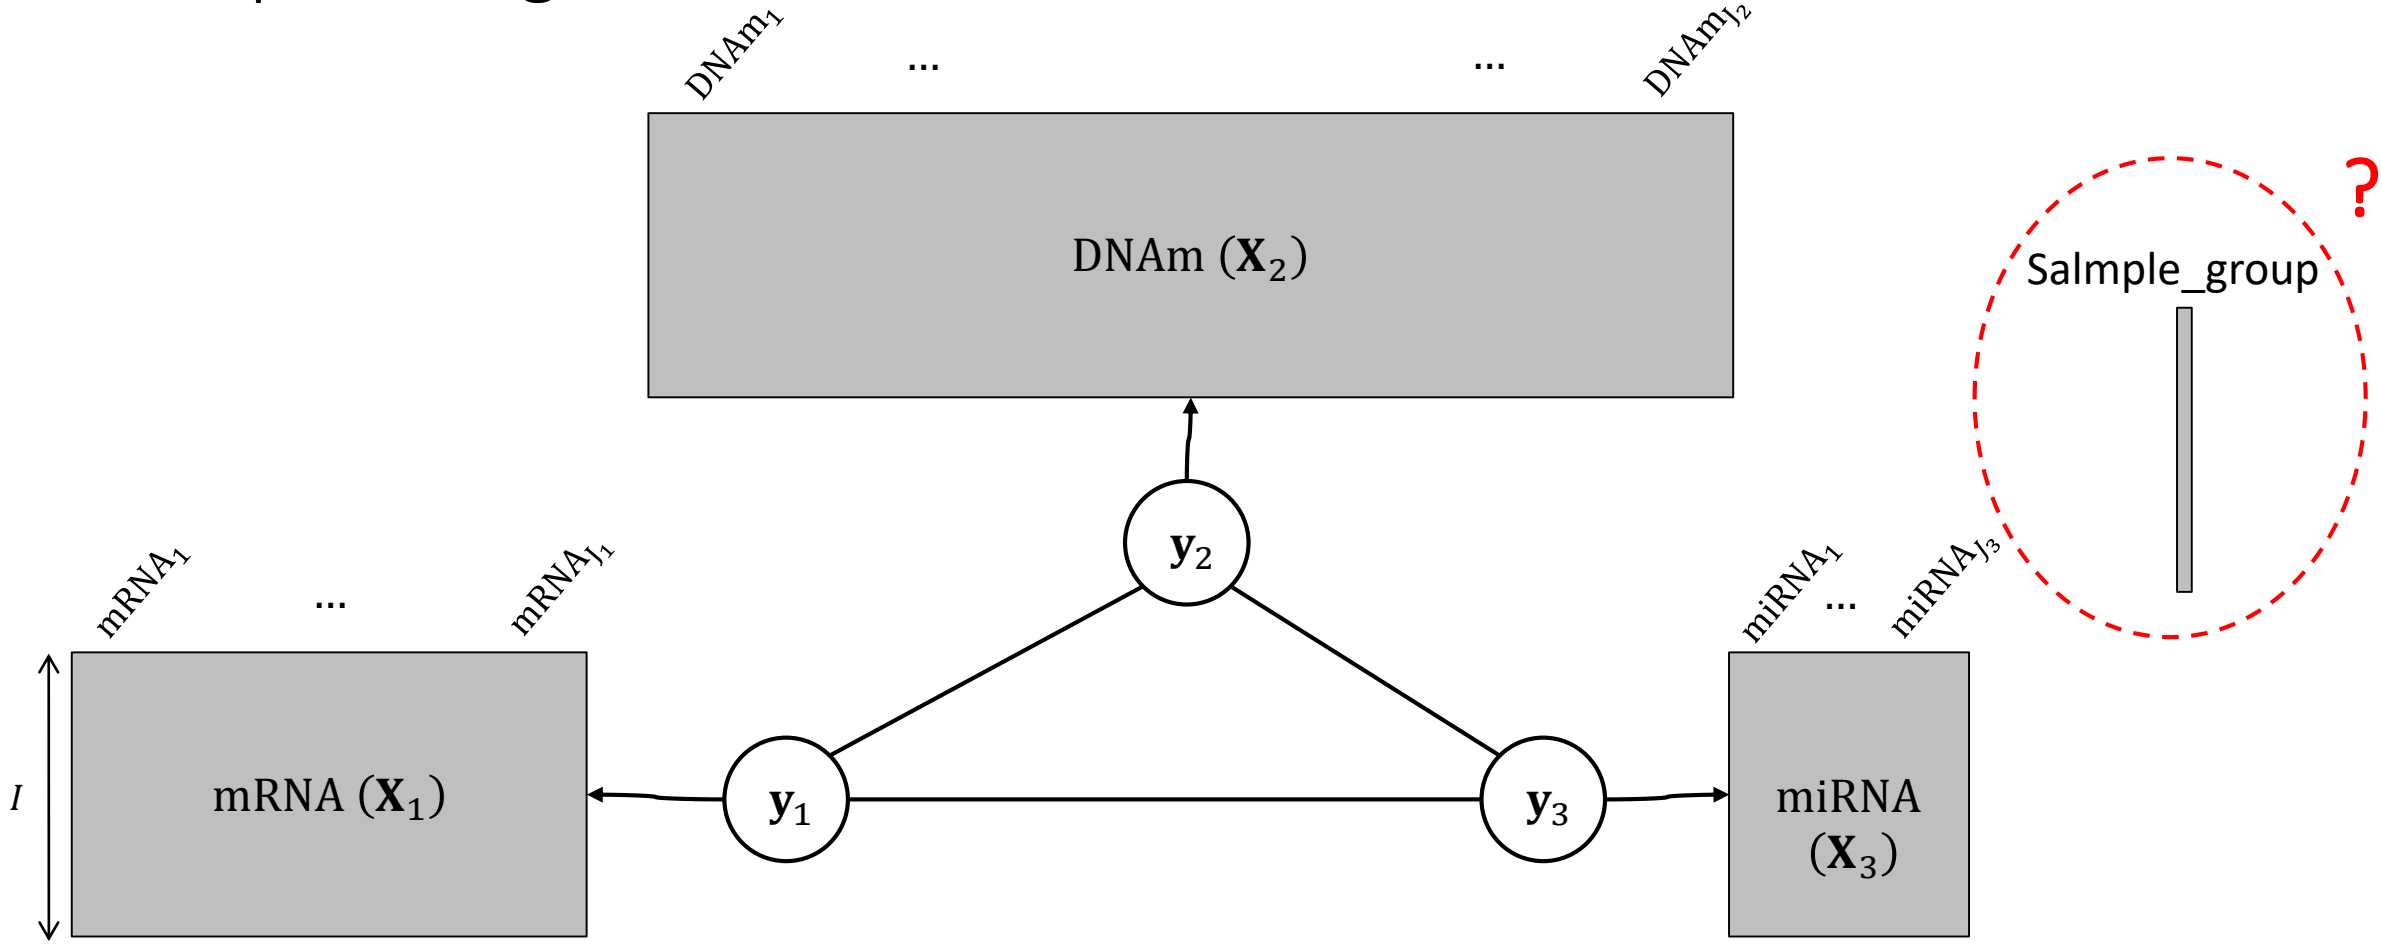 DNAm₁
...
...
DNAm_J₂
?
DNAm (𝐗₂)
Salmple_group
𝐲₂
mRNA₁
...
mRNA_J₁
miRNA₁
...
miRNA_J₃
I
mRNA (𝐗₁)
𝐲₁
𝐲₃
miRNA
(𝐗₃)